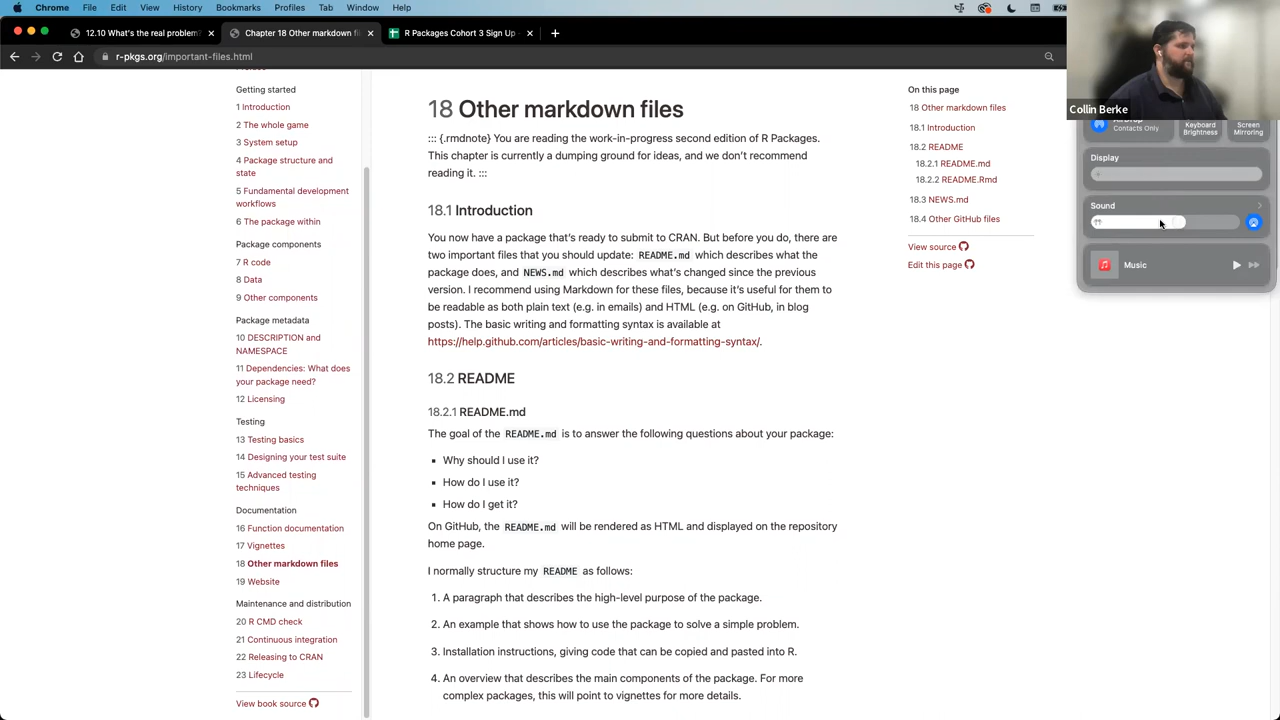 Chrome File Edit View History Bookmarks Profiles Tab Window Help
12.10 What's the real problem?
Chapter 18 Other markdown fil
R Packages Cohort 3 Sign Up -
r-pkgs.org/important-files.html
Getting started
1 Introduction
2 The whole game
3 System setup
4 Package structure and
state
5 Fundamental development
workflows
6 The package within
Package components
7 R code
8 Data
9 Other components
Package metadata
10 DESCRIPTION and
NAMESPACE
11 Dependencies: What does
your package need?
12 Licensing
Testing
13 Testing basics
14 Designing your test suite
15 Advanced testing
techniques
Documentation
16 Function documentation
17 Vignettes
18 Other markdown files
19 Website
Maintenance and distribution
20 R CMD check
21 Continuous integration
22 Releasing to CRAN
23 Lifecycle
View book source
18 Other markdown files
::: {.rmdnote} You are reading the work-in-progress second edition of R Packages.
This chapter is currently a dumping ground for ideas, and we don't recommend
reading it. :::
18.1 Introduction
You now have a package that's ready to submit to CRAN. But before you do, there are
two important files that you should update: README.md which describes what the
package does, and NEWS.md which describes what's changed since the previous
version. I recommend using Markdown for these files, because it's useful for them to
be readable as both plain text (e.g. in emails) and HTML (e.g. on GitHub, in blog
posts). The basic writing and formatting syntax is available at
https://help.github.com/articles/basic-writing-and-formatting-syntax/.
18.2 README
18.2.1 README.md
The goal of the README.md is to answer the following questions about your package:
▪ Why should I use it?
▪ How do I use it?
▪ How do I get it?
On GitHub, the README.md will be rendered as HTML and displayed on the repository
home page.
I normally structure my README as follows:
1. A paragraph that describes the high-level purpose of the package.
2. An example that shows how to use the package to solve a simple problem.
3. Installation instructions, giving code that can be copied and pasted into R.
4. An overview that describes the main components of the package. For more
complex packages, this will point to vignettes for more details.
On this page
18 Other markdown files
18.1 Introduction
18.2 README
18.2.1 README.md
18.2.2 README.Rmd
18.3 NEWS.md
18.4 Other GitHub files
View source
Edit this page
Collin Berke
AirDrop
Contacts Only
Keyboard
Brightness
Screen
Mirroring
Display
Sound
Music